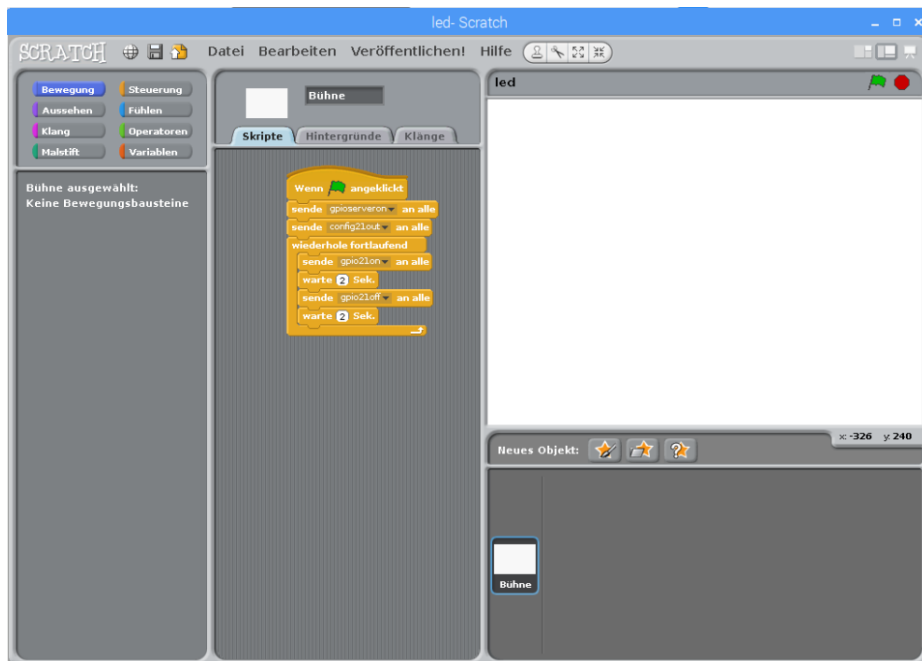 led- Scratch
SCRATCH Datei Bearbeiten Veröffentlichen! Hilfe
Bewegung Steuerung
Aussehen Fühlen
Klang Operatoren
Malstift Variablen
Bühne ausgewählt:
Keine Bewegungsbausteine
Bühne
Skripte Hintergründe Klänge
Wenn angeklickt
sende gpioserveron an alle
sende config21out an alle
wiederhole fortlaufend
sende gpio21on an alle
warte 2 Sek.
sende gpio21off an alle
warte 2 Sek.
led
x: -326 y: 240
Neues Objekt:
Bühne